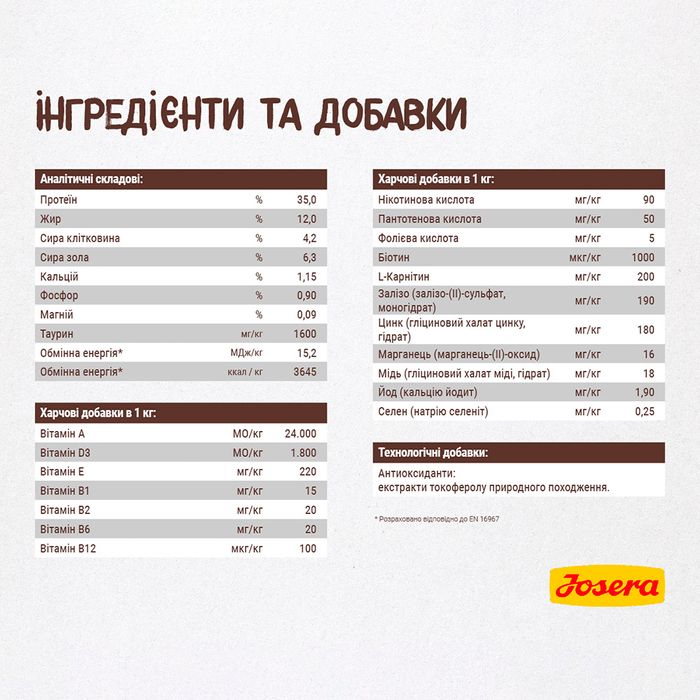 ІНГРЕДІЄНТИ ТА ДОБАВКИ
Аналітичні складові:
Протеїн % 35,0
Жир % 12,0
Сира клітковина % 4,2
Сира зола % 6,3
Кальцій % 1,15
Фосфор % 0,90
Магній % 0,09
Таурин мг/кг 1600
Обмінна енергія* МДж/кг 15,2
Обмінна енергія* ккал / кг 3645
Харчові добавки в 1 кг:
Вітамін A МО/кг 24.000
Вітамін D3 МО/кг 1.800
Вітамін E мг/кг 220
Вітамін B1 мг/кг 15
Вітамін B2 мг/кг 20
Вітамін B6 мг/кг 20
Вітамін B12 мкг/кг 100
Харчові добавки в 1 кг:
Нікотинова кислота мг/кг 90
Пантотенова кислота мг/кг 50
Фолієва кислота мг/кг 5
Біотин мкг/кг 1000
L-Карнітин мг/кг 200
Залізо (залізо-(II)-сульфат,
моногідрат) мг/кг 190
Цинк (гліциновий халат цинку,
гідрат) мг/кг 180
Марганець (марганець-(II)-оксид) мг/кг 16
Мідь (гліциновий халат міді, гідрат) мг/кг 18
Йод (кальцію йодит) мг/кг 1,90
Селен (натрію селеніт) мг/кг 0,25
Технологічні добавки:
Антиоксиданти:
екстракти токоферолу природного походження.
* Розраховано відповідно до EN 16967
Josera